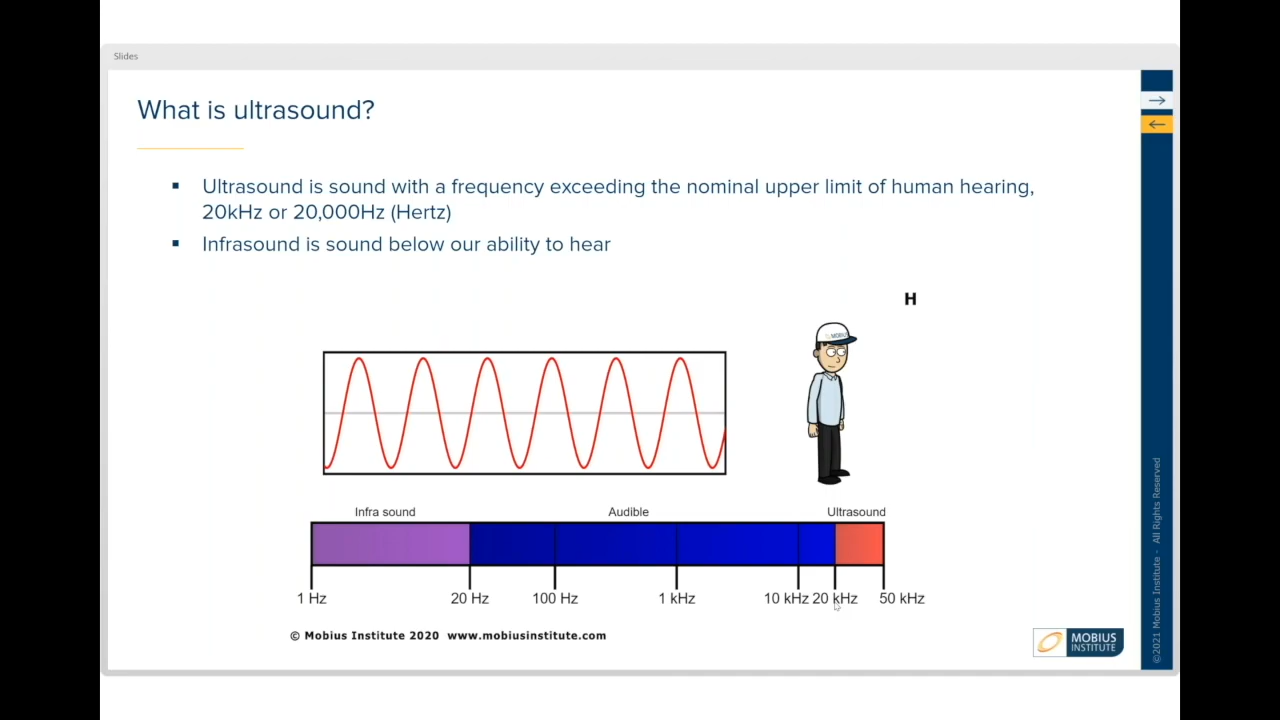 Slides
What is ultrasound?
▪ Ultrasound is sound with a frequency exceeding the nominal upper limit of human hearing,
20kHz or 20,000Hz (Hertz)
▪ Infrasound is sound below our ability to hear
H
MOBIUS
Infra sound Audible Ultrasound
1 Hz 20 Hz 100 Hz 1 kHz 10 kHz 20 kHz 50 kHz
© Mobius Institute 2020 www.mobiusinstitute.com
MOBIUS
INSTITUTE
©2021 Mobius Institute - All Rights Reserved